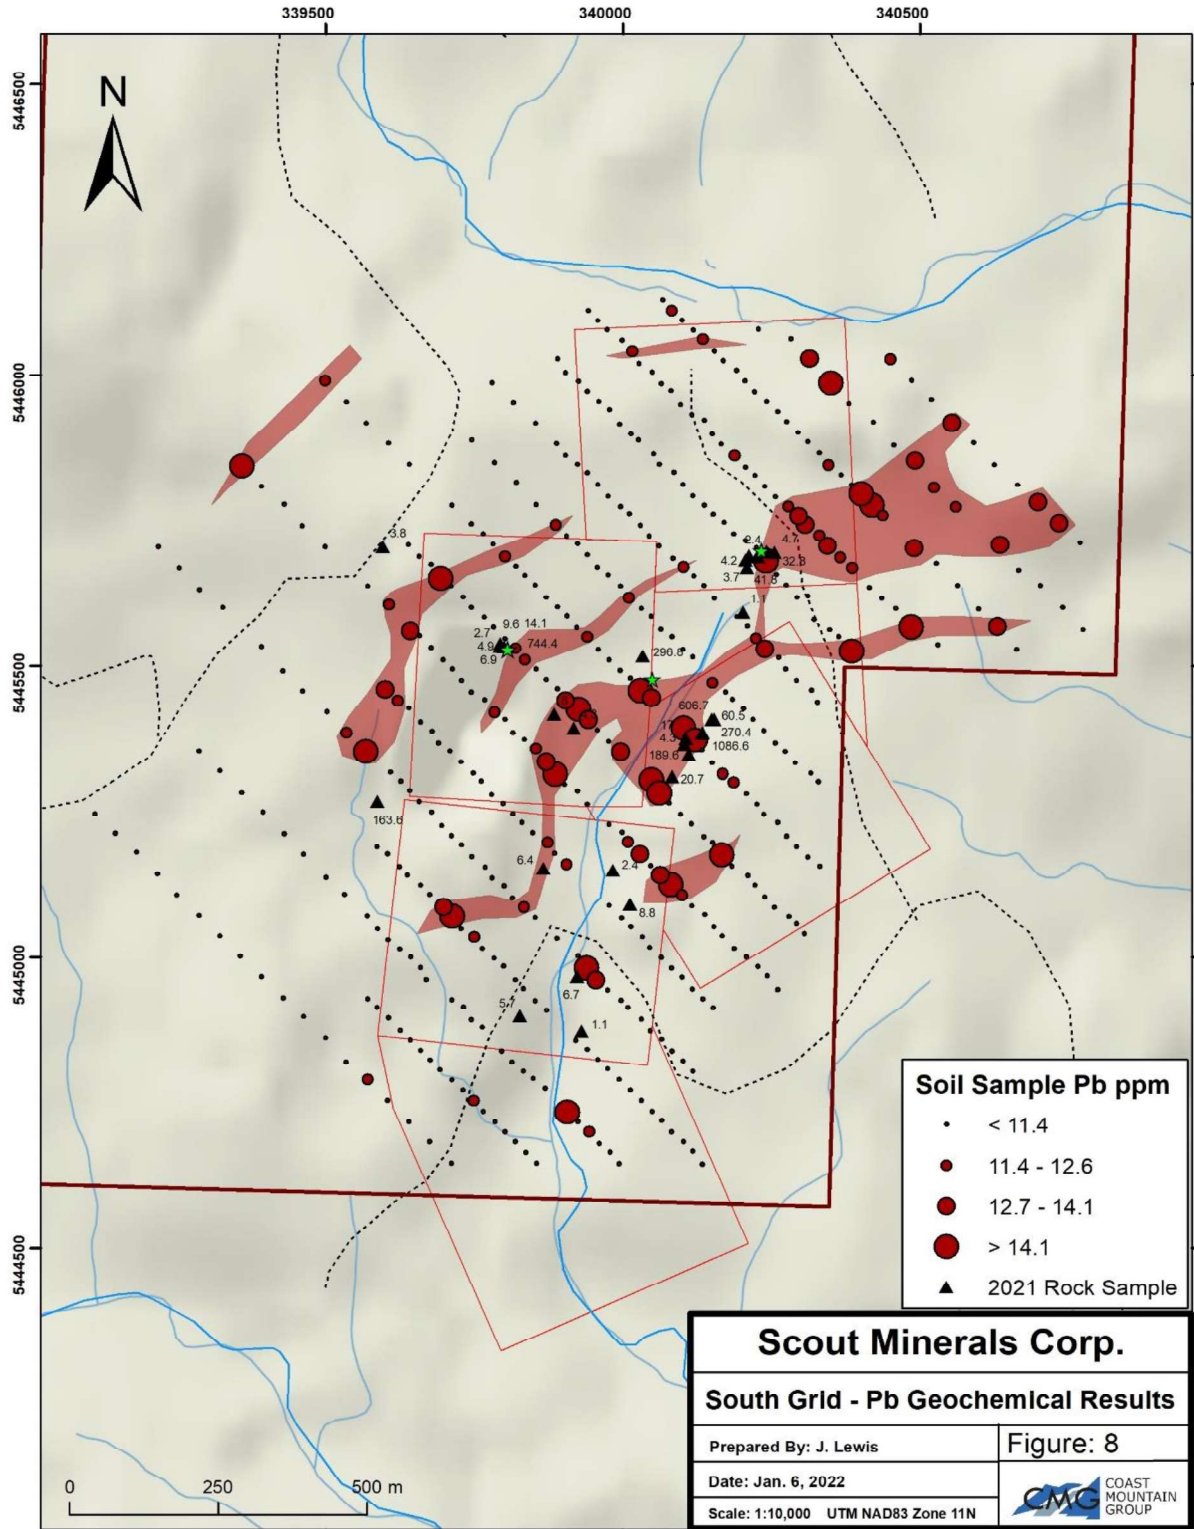 339500 340000 340500
5446500
N
5446000
3.8
2.4 4.7
4.2 32.3
3.7 41.8
1.1
9.6 14.1
2.7
4.9 744.4
6.9
5445500
296.8
606.7
60.5
4.3 270.4
189.6 1086.6
20.7
163.6
6.4 2.4
8.8
5445000
6.7
5.7
1.1
4444500
Soil Sample Pb ppm
< 11.4
11.4 - 12.6
12.7 - 14.1
> 14.1
2021 Rock Sample
Scout Minerals Corp.
South Grid - Pb Geochemical Results
Prepared By: J. Lewis
Figure: 8
Date: Jan. 6, 2022
Scale: 1:10,000 UTM NAD83 Zone 11N
CMG COAST
MOUNTAIN
GROUP
0 250 500 m